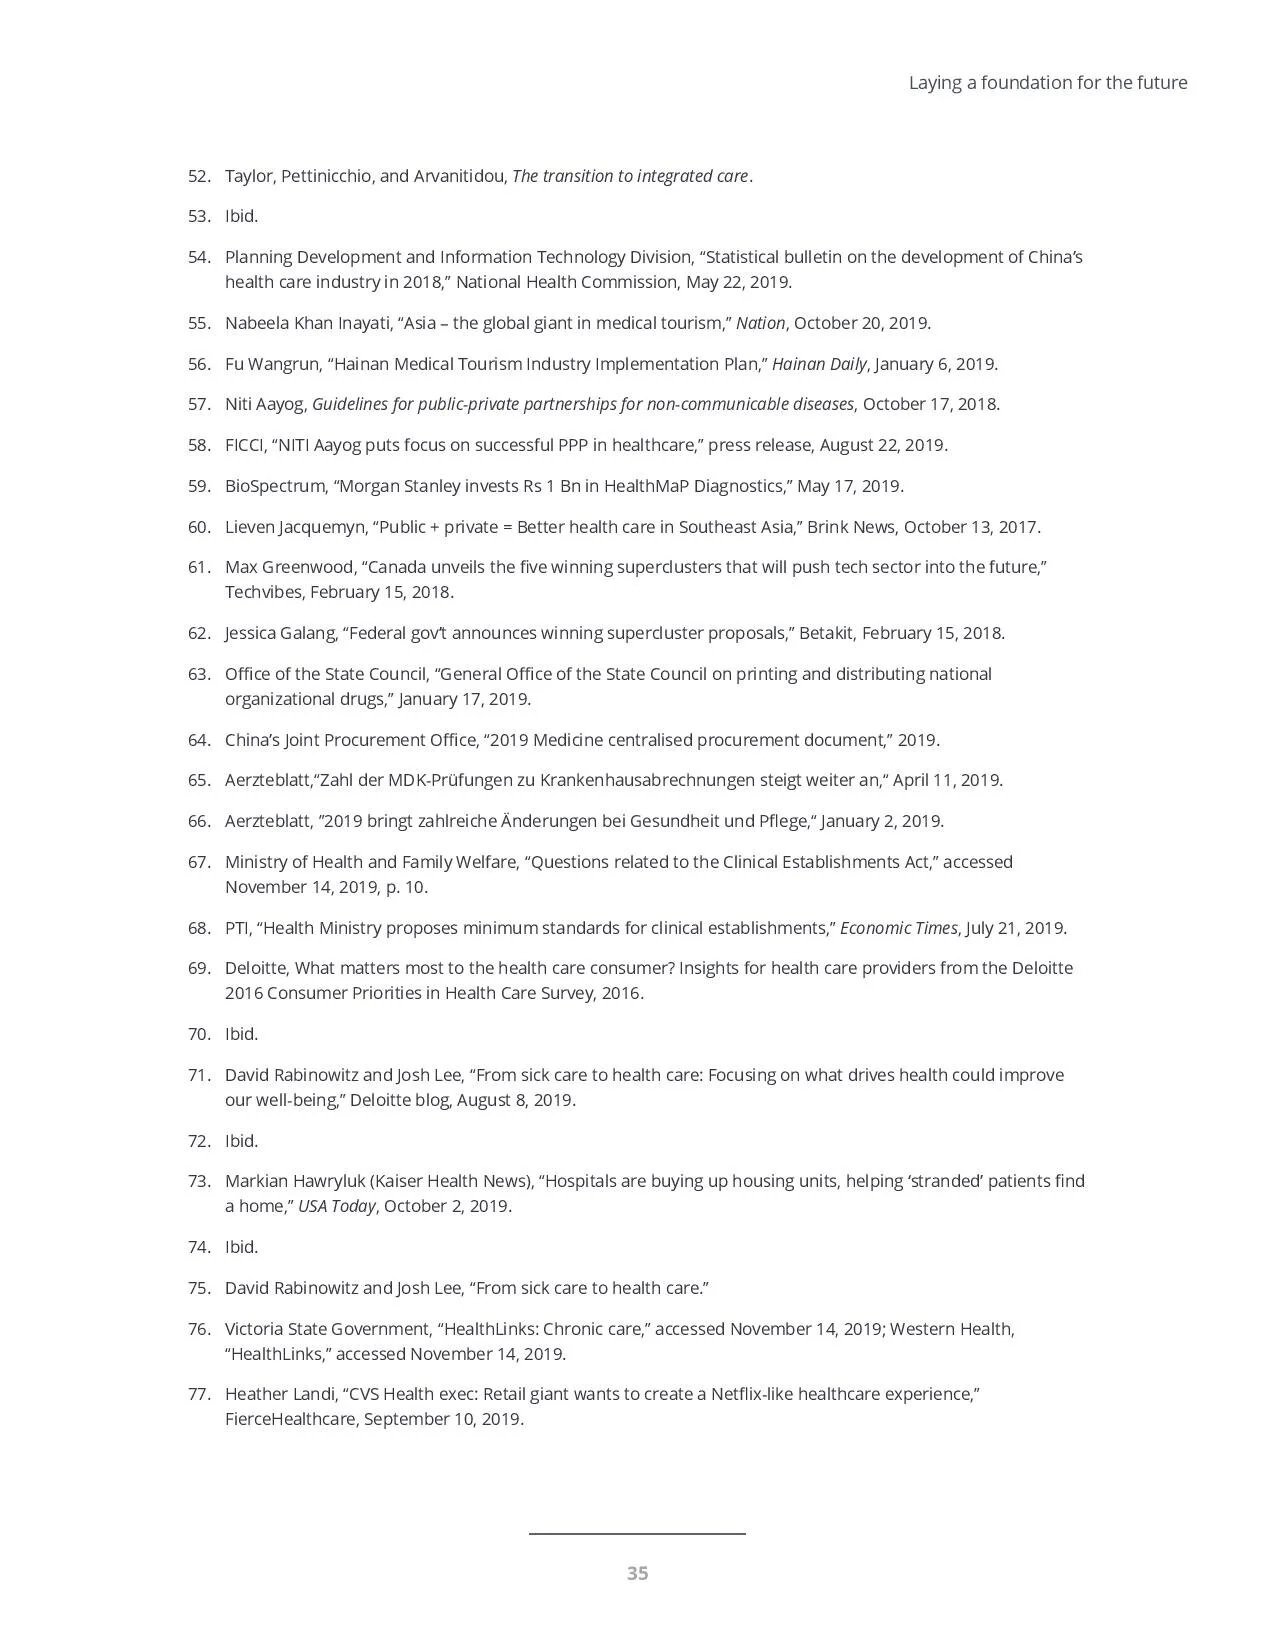 Laying a foundation for the future
52. Taylor, Pettinicchio, and Arvanitidou, The transition to integrated care.
53. Ibid.
54. Planning Development and Information Technology Division, “Statistical bulletin on the development of China’s
health care industry in 2018,” National Health Commission, May 22, 2019.
55. Nabeela Khan Inayati, “Asia – the global giant in medical tourism,” Nation, October 20, 2019.
56. Fu Wangrun, “Hainan Medical Tourism Industry Implementation Plan,” Hainan Daily, January 6, 2019.
57. Niti Aayog, Guidelines for public-private partnerships for non-communicable diseases, October 17, 2018.
58. FICCI, “NITI Aayog puts focus on successful PPP in healthcare,” press release, August 22, 2019.
59. BioSpectrum, “Morgan Stanley invests Rs 1 Bn in HealthMaP Diagnostics,” May 17, 2019.
60. Lieven Jacquemyn, “Public + private = Better health care in Southeast Asia,” Brink News, October 13, 2017.
61. Max Greenwood, “Canada unveils the five winning superclusters that will push tech sector into the future,”
Techvibes, February 15, 2018.
62. Jessica Galang, “Federal gov’t announces winning supercluster proposals,” Betakit, February 15, 2018.
63. Office of the State Council, “General Office of the State Council on printing and distributing national
organizational drugs,” January 17, 2019.
64. China’s Joint Procurement Office, “2019 Medicine centralised procurement document,” 2019.
65. Aerzteblatt,“Zahl der MDK-Prüfungen zu Krankenhausabrechnungen steigt weiter an,“ April 11, 2019.
66. Aerzteblatt, ”2019 bringt zahlreiche Änderungen bei Gesundheit und Pflege,“ January 2, 2019.
67. Ministry of Health and Family Welfare, “Questions related to the Clinical Establishments Act,” accessed
November 14, 2019, p. 10.
68. PTI, “Health Ministry proposes minimum standards for clinical establishments,” Economic Times, July 21, 2019.
69. Deloitte, What matters most to the health care consumer? Insights for health care providers from the Deloitte
2016 Consumer Priorities in Health Care Survey, 2016.
70. Ibid.
71. David Rabinowitz and Josh Lee, “From sick care to health care: Focusing on what drives health could improve
our well-being,” Deloitte blog, August 8, 2019.
72. Ibid.
73. Markian Hawryluk (Kaiser Health News), “Hospitals are buying up housing units, helping ‘stranded’ patients find
a home,” USA Today, October 2, 2019.
74. Ibid.
75. David Rabinowitz and Josh Lee, “From sick care to health care.”
76. Victoria State Government, “HealthLinks: Chronic care,” accessed November 14, 2019; Western Health,
“HealthLinks,” accessed November 14, 2019.
77. Heather Landi, “CVS Health exec: Retail giant wants to create a Netflix-like healthcare experience,”
FierceHealthcare, September 10, 2019.
35